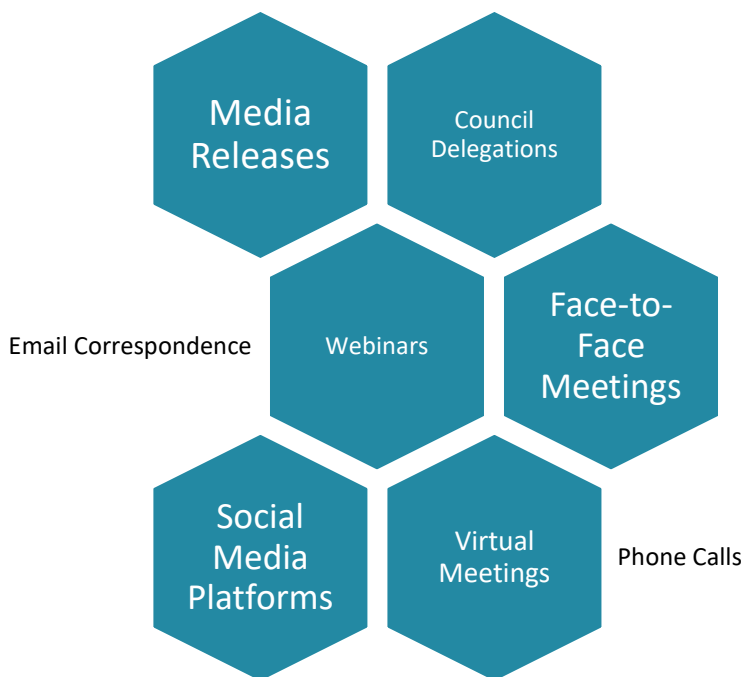 Media
Releases
Council
Delegations
Email Correspondence
Webinars
Face-to-
Face
Meetings
Social
Media
Platforms
Virtual
Meetings
Phone Calls